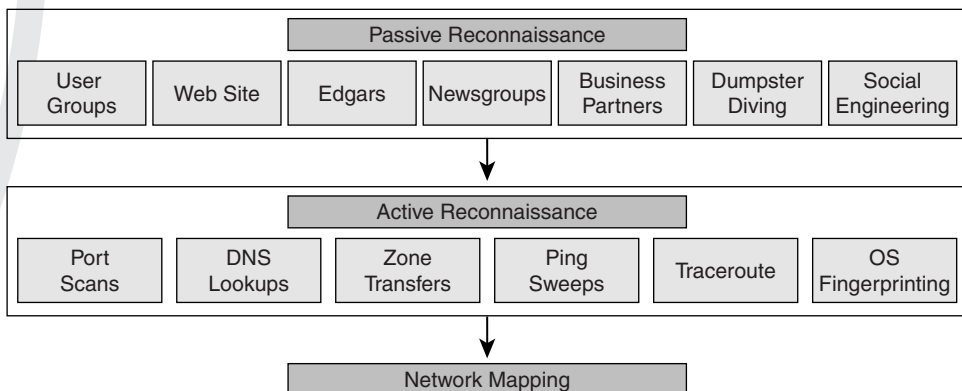 Passive Reconnaissance
User
Groups
Web Site
Edgars
Newsgroups
Business
Partners
Dumpster
Diving
Social
Engineering
Active Reconnaissance
Port
Scans
DNS
Lookups
Zone
Transfers
Ping
Sweeps
Traceroute
OS
Fingerprinting
Network Mapping